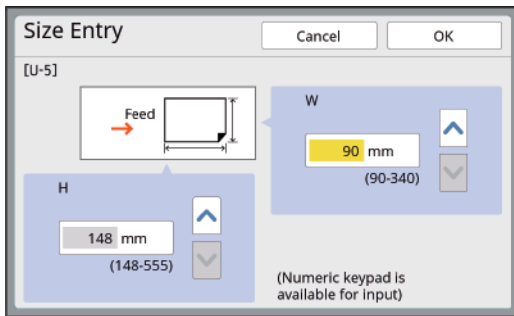 Size Entry
Cancel
OK
[U-5]
Feed
W
90 mm
(90-340)
H
148 mm
(148-555)
(Numeric keypad is
available for input)